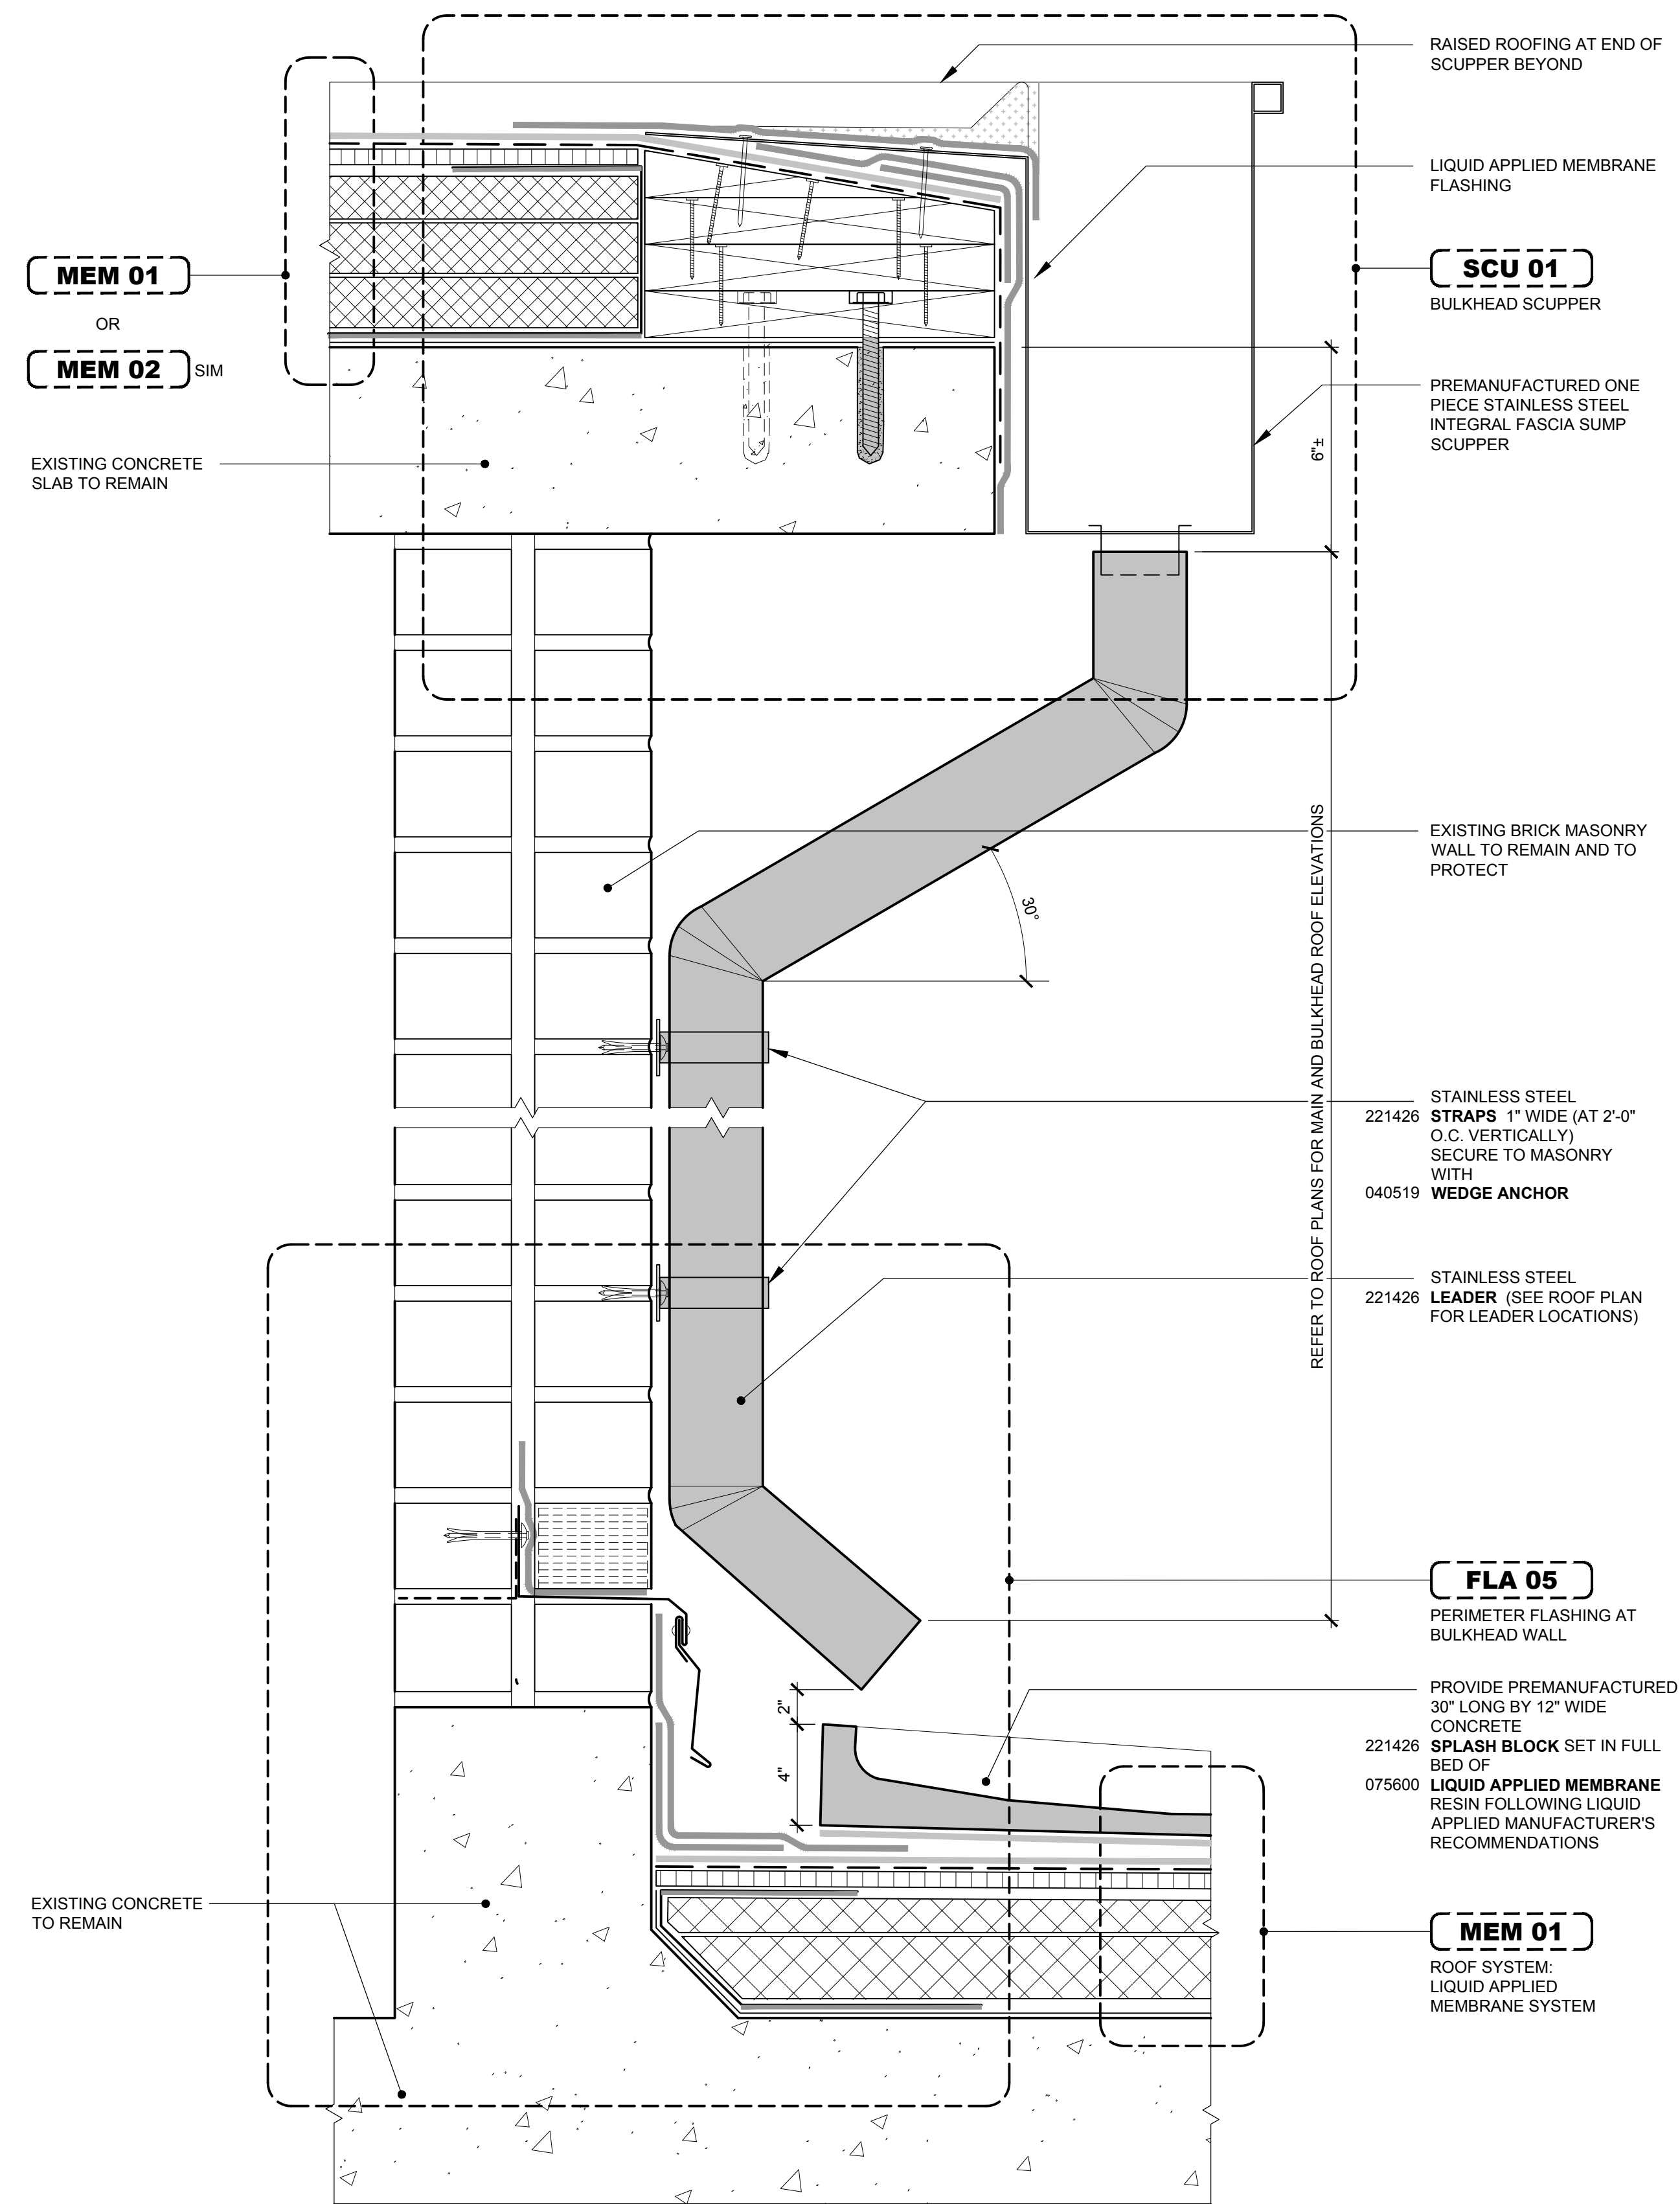 RAISED ROOFING AT END OF
SCUPPER BEYOND
LIQUID APPLIED MEMBRANE
FLASHING
MEM 01
OR
MEM 02 SIM
SCU 01
BULKHEAD SCUPPER
PREMANUFACTURED ONE
PIECE STAINLESS STEEL
INTEGRAL FASCIA SUMP
SCUPPER
6"±
EXISTING CONCRETE
SLAB TO REMAIN
EXISTING BRICK MASONRY
WALL TO REMAIN AND TO
PROTECT
30°
REFER TO ROOF PLANS FOR MAIN AND BULKHEAD ROOF ELEVATIONS
STAINLESS STEEL
221426 STRAPS 1" WIDE (AT 2'-0"
O.C. VERTICALLY)
SECURE TO MASONRY
WITH
040519 WEDGE ANCHOR
STAINLESS STEEL
221426 LEADER (SEE ROOF PLAN
FOR LEADER LOCATIONS)
FLA 05
PERIMETER FLASHING AT
BULKHEAD WALL
2"
4"
PROVIDE PREMANUFACTURED
30" LONG BY 12" WIDE
CONCRETE
221426 SPLASH BLOCK SET IN FULL
BED OF
075600 LIQUID APPLIED MEMBRANE
RESIN FOLLOWING LIQUID
APPLIED MANUFACTURER'S
RECOMMENDATIONS
EXISTING CONCRETE
TO REMAIN
MEM 01
ROOF SYSTEM:
LIQUID APPLIED
MEMBRANE SYSTEM